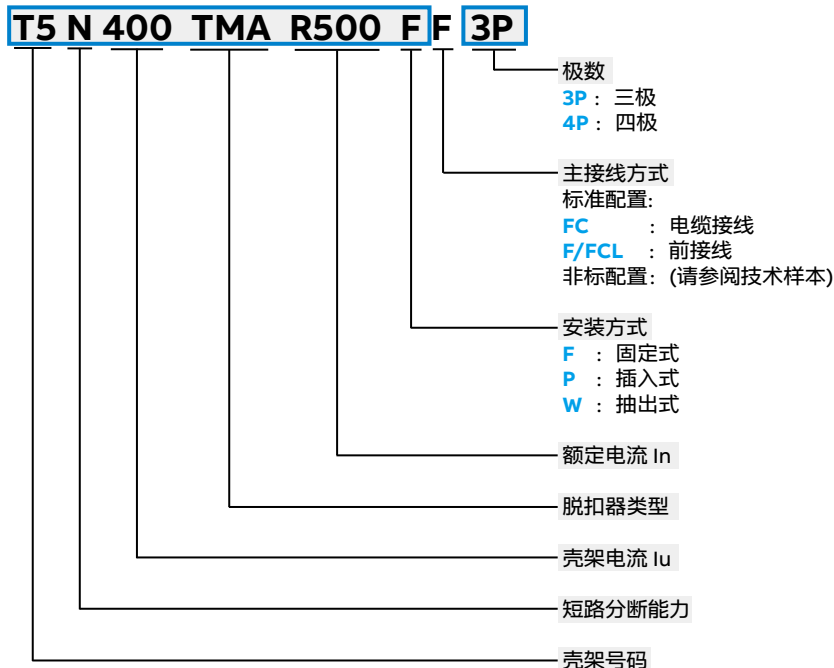 T5 N 400 TMA R500 F F 3P
极数
3P： 三极
4P： 四极
主接线方式
标准配置:
FC ： 电缆接线
F/FCL ： 前接线
非标配置： (请参阅技术样本)
安装方式
F ： 固定式
P ： 插入式
W ： 抽出式
额定电流 In
脱扣器类型
壳架电流 Iu
短路分断能力
壳架号码